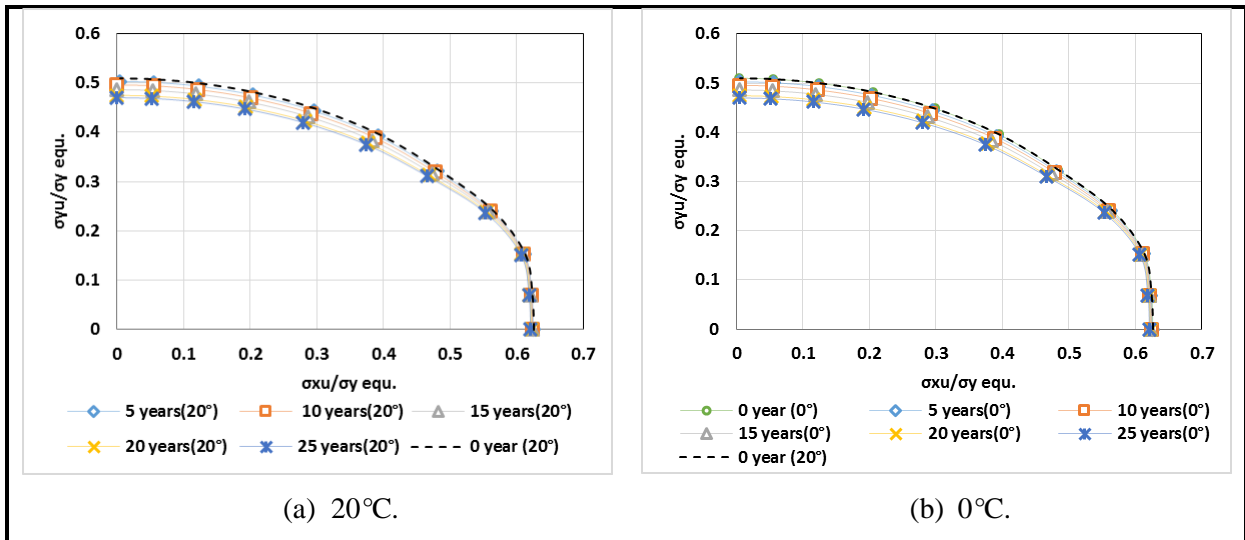 0.6
0.5
0.4
0.3
0.2
0.1
0
σyu/σy equ.
0 0.1 0.2 0.3 0.4 0.5 0.6 0.7
σxu/σy equ.
5 years(20°) 10 years(20°) 15 years(20°)
20 years(20°) 25 years(20°) 0 year (20°)
(a) 20°C.
0.6
0.5
0.4
0.3
0.2
0.1
0
σyu/σy equ.
0 0.1 0.2 0.3 0.4 0.5 0.6 0.7
σxu/σy equ.
0 year (0°) 5 years(0°) 10 years(0°)
15 years(0°) 20 years(0°) 25 years(0°)
0 year (20°)
(b) 0°C.